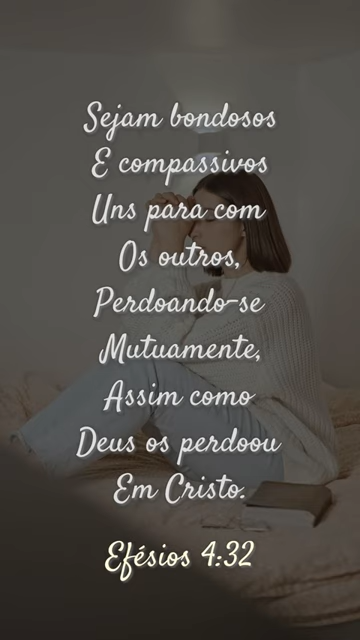 Sejam bondosos
E compassivos
Uns para com
Os outros,
Perdoando-se
Mutuamente,
Assim como
Deus os perdoou
Em Cristo.
Efésios 4:32